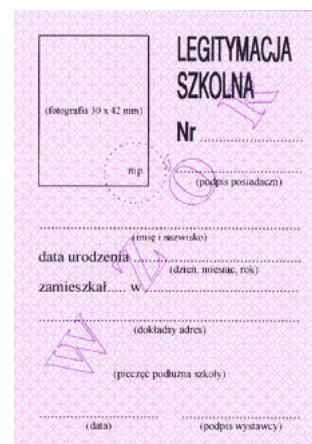 LEGITYMACJA
SZKOLNA
(fotografia 30 x 42 mm)
Nr ....................
m.p.
(podpis posiadacza)
(imię i nazwisko)
data urodzenia ....................
(dzień, miesiąc, rok)
zamieszkał..... w ....................
(dokładny adres)
(pieczęć podłużna szkoły)
(data) (podpis wystawcy)
WZÓR